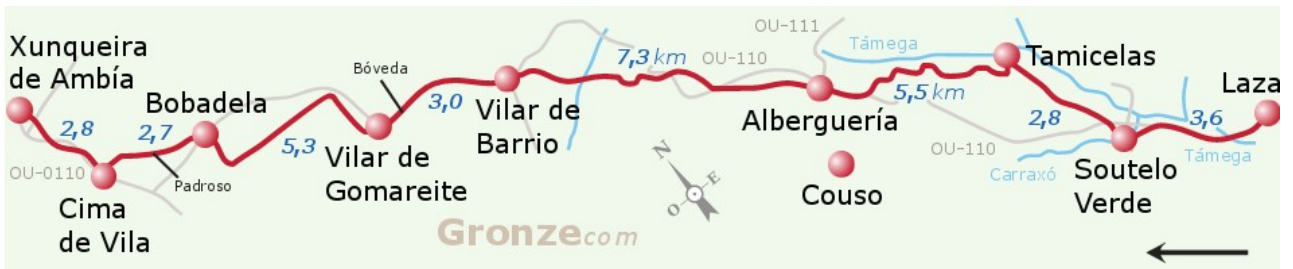 Xunqueira
de Ambía
2,8
OU-0110
Cima
de Vila
2,7
Padroso
Bobadela
5,3
Bóveda
Vilar de
Gomareite
3,0
Vilar de
Barrio
7,3 km
OU-110
OU-111
Alberguería
Couso
Támega
5,5 km
OU-110
Tamicelas
2,8
Carraxó
Soutelo
Verde
3,6
Támega
Laza
N
E
O
Gronze com